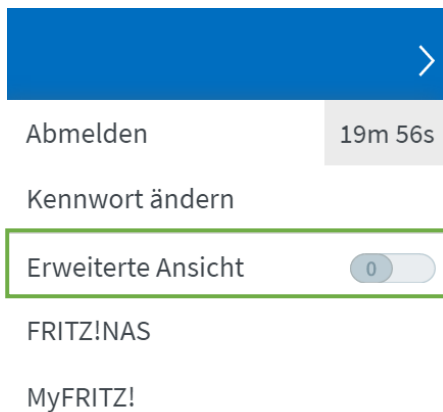 Abmelden 19m 56s
Kennwort ändern
Erweiterte Ansicht 0
FRITZ!NAS
MyFRITZ!